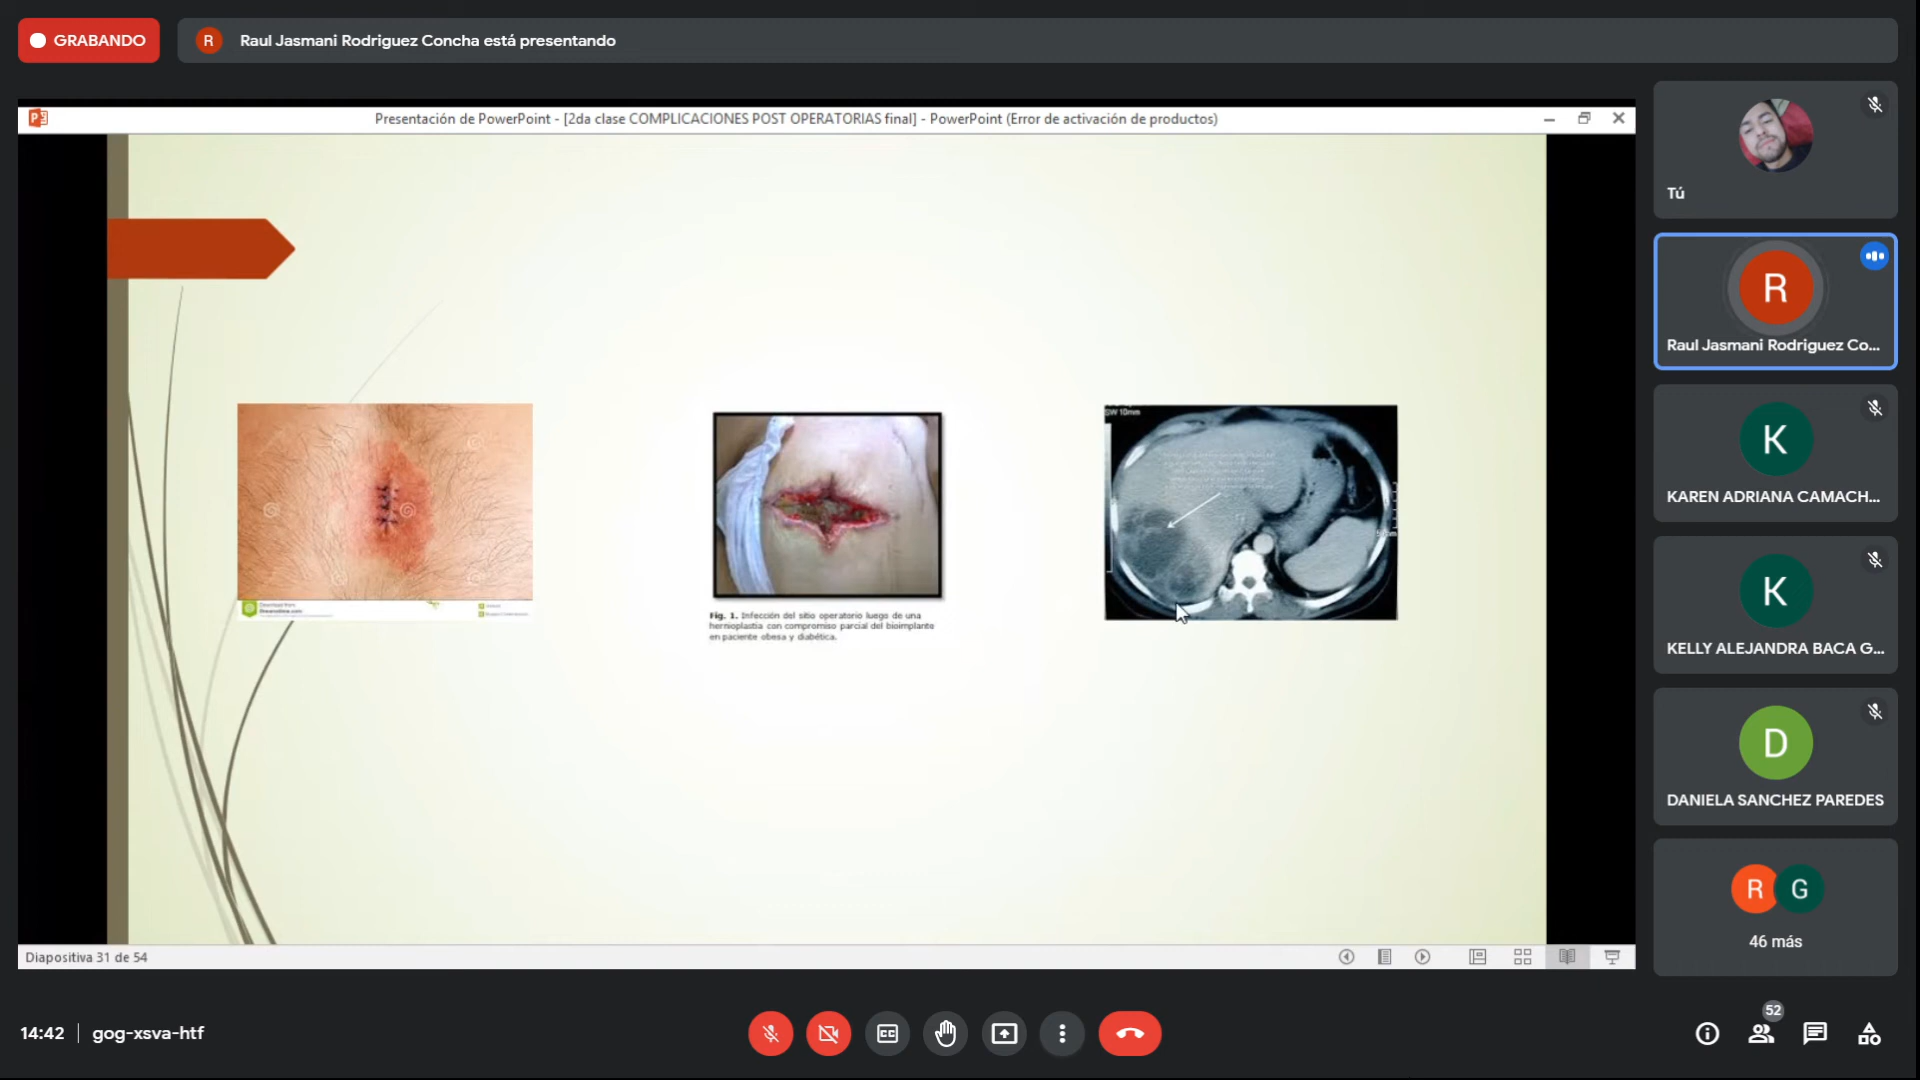 GRABANDO
R
Raul Jasmani Rodriguez Concha está presentando
Presentación de PowerPoint - [2da clase COMPLICACIONES POST OPERATORIAS final] - PowerPoint (Error de activación de productos)
Tú
R
Raul Jasmani Rodriguez Co...
SW 10mm
Fig. 1. Infección del sitio operatorio luego de una
hernioplastia con compromiso parcial del bioimplante
en paciente obesa y diabética.
K
KAREN ADRIANA CAMACH...
K
KELLY ALEJANDRA BACA G...
D
DANIELA SANCHEZ PAREDES
R G
46 más
Diapositiva 31 de 54
14:42
gog-xsva-htf
CC
52